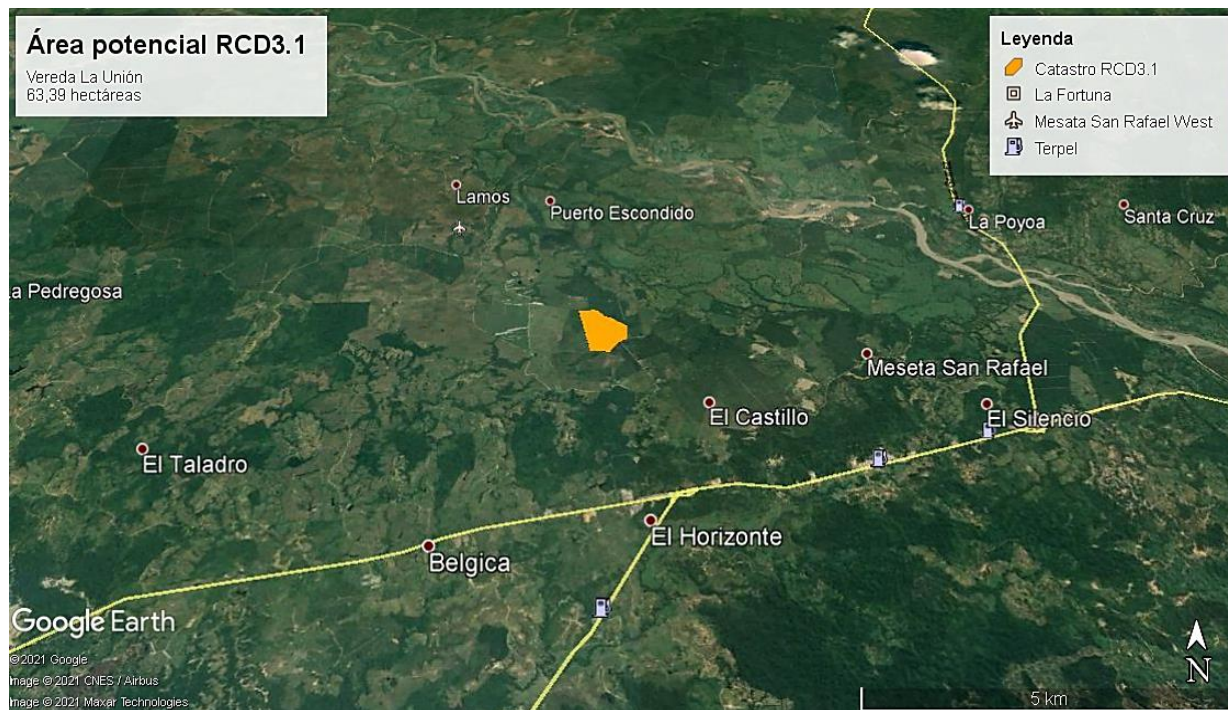 Área potencial RCD3.1
Vereda La Unión
63,39 hectáreas
Leyenda
Catastro RCD3.1
La Fortuna
Mesata San Rafael West
Terpel
Lamos
Puerto Escondido
La Poyoa
Santa Cruz
a Pedregosa
Meseta San Rafael
El Castillo
El Silencio
El Taladro
El Horizonte
Belgica
Google Earth
©2021 Google
Image © 2021 CNES / Airbus
Image © 2021 Maxar Technologies
N
5 km